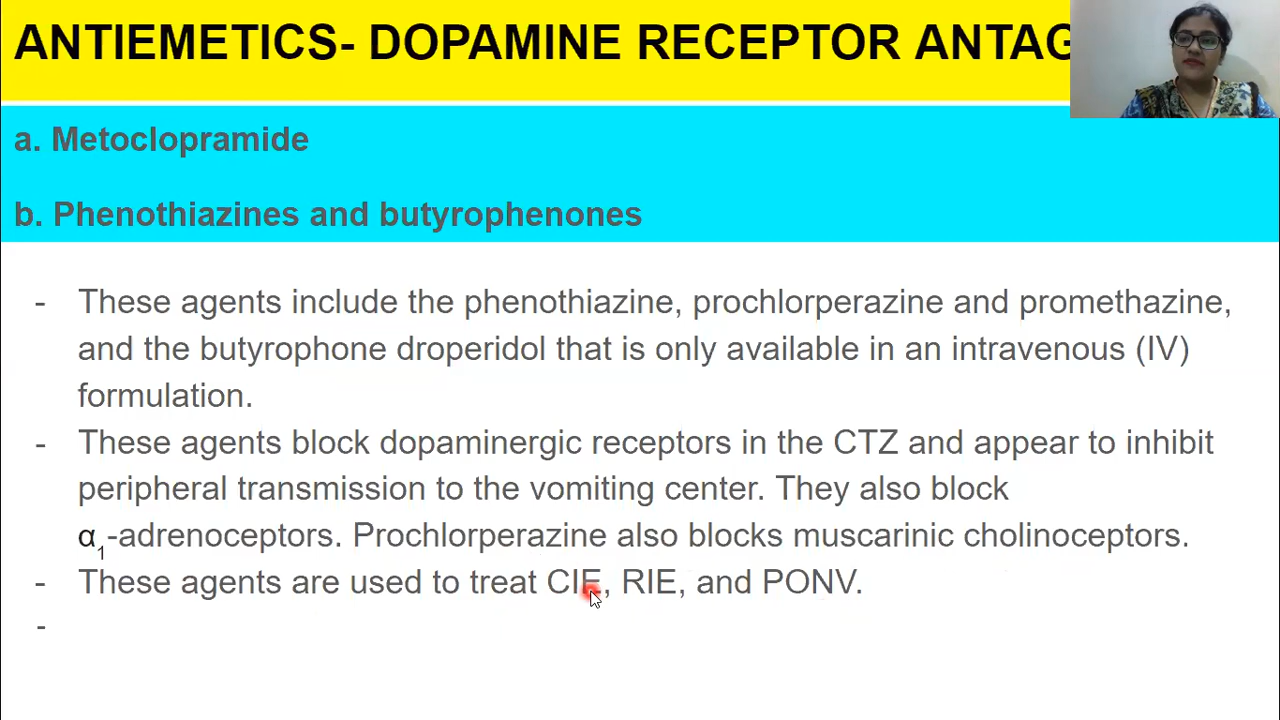 ANTIEMETICS- DOPAMINE RECEPTOR ANTAG
a. Metoclopramide
b. Phenothiazines and butyrophenones
- These agents include the phenothiazine, prochlorperazine and promethazine,
and the butyrophone droperidol that is only available in an intravenous (IV)
formulation.
- These agents block dopaminergic receptors in the CTZ and appear to inhibit
peripheral transmission to the vomiting center. They also block
α₁-adrenoceptors. Prochlorperazine also blocks muscarinic cholinoceptors.
- These agents are used to treat CIE, RIE, and PONV.
-